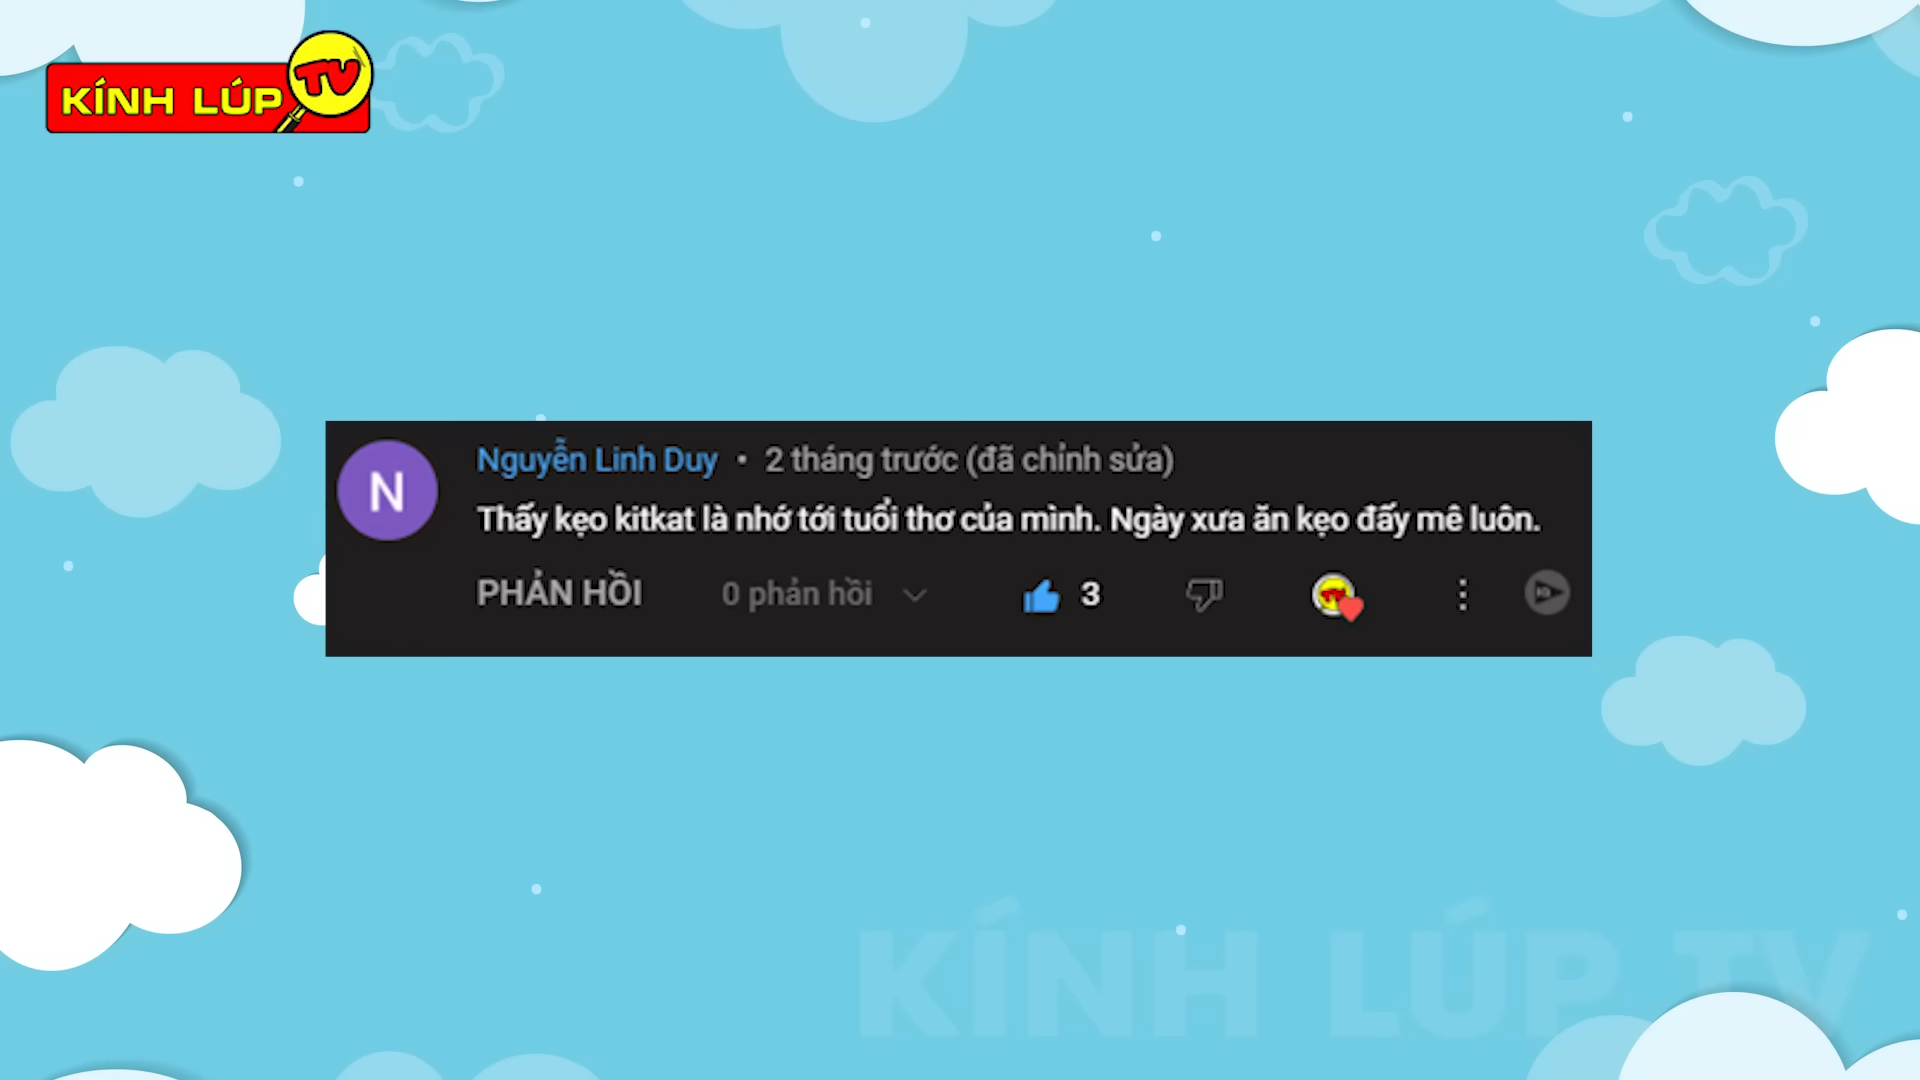 KÍNH LÚP TV
Nguyễn Linh Duy • 2 tháng trước (đã chỉnh sửa)
N
Thấy kẹo kitkat là nhớ tới tuổi thơ của mình. Ngày xưa ăn kẹo đấy mê luôn.
PHẢN HỒI 0 phản hồi 3
KÍNH LÚP TV